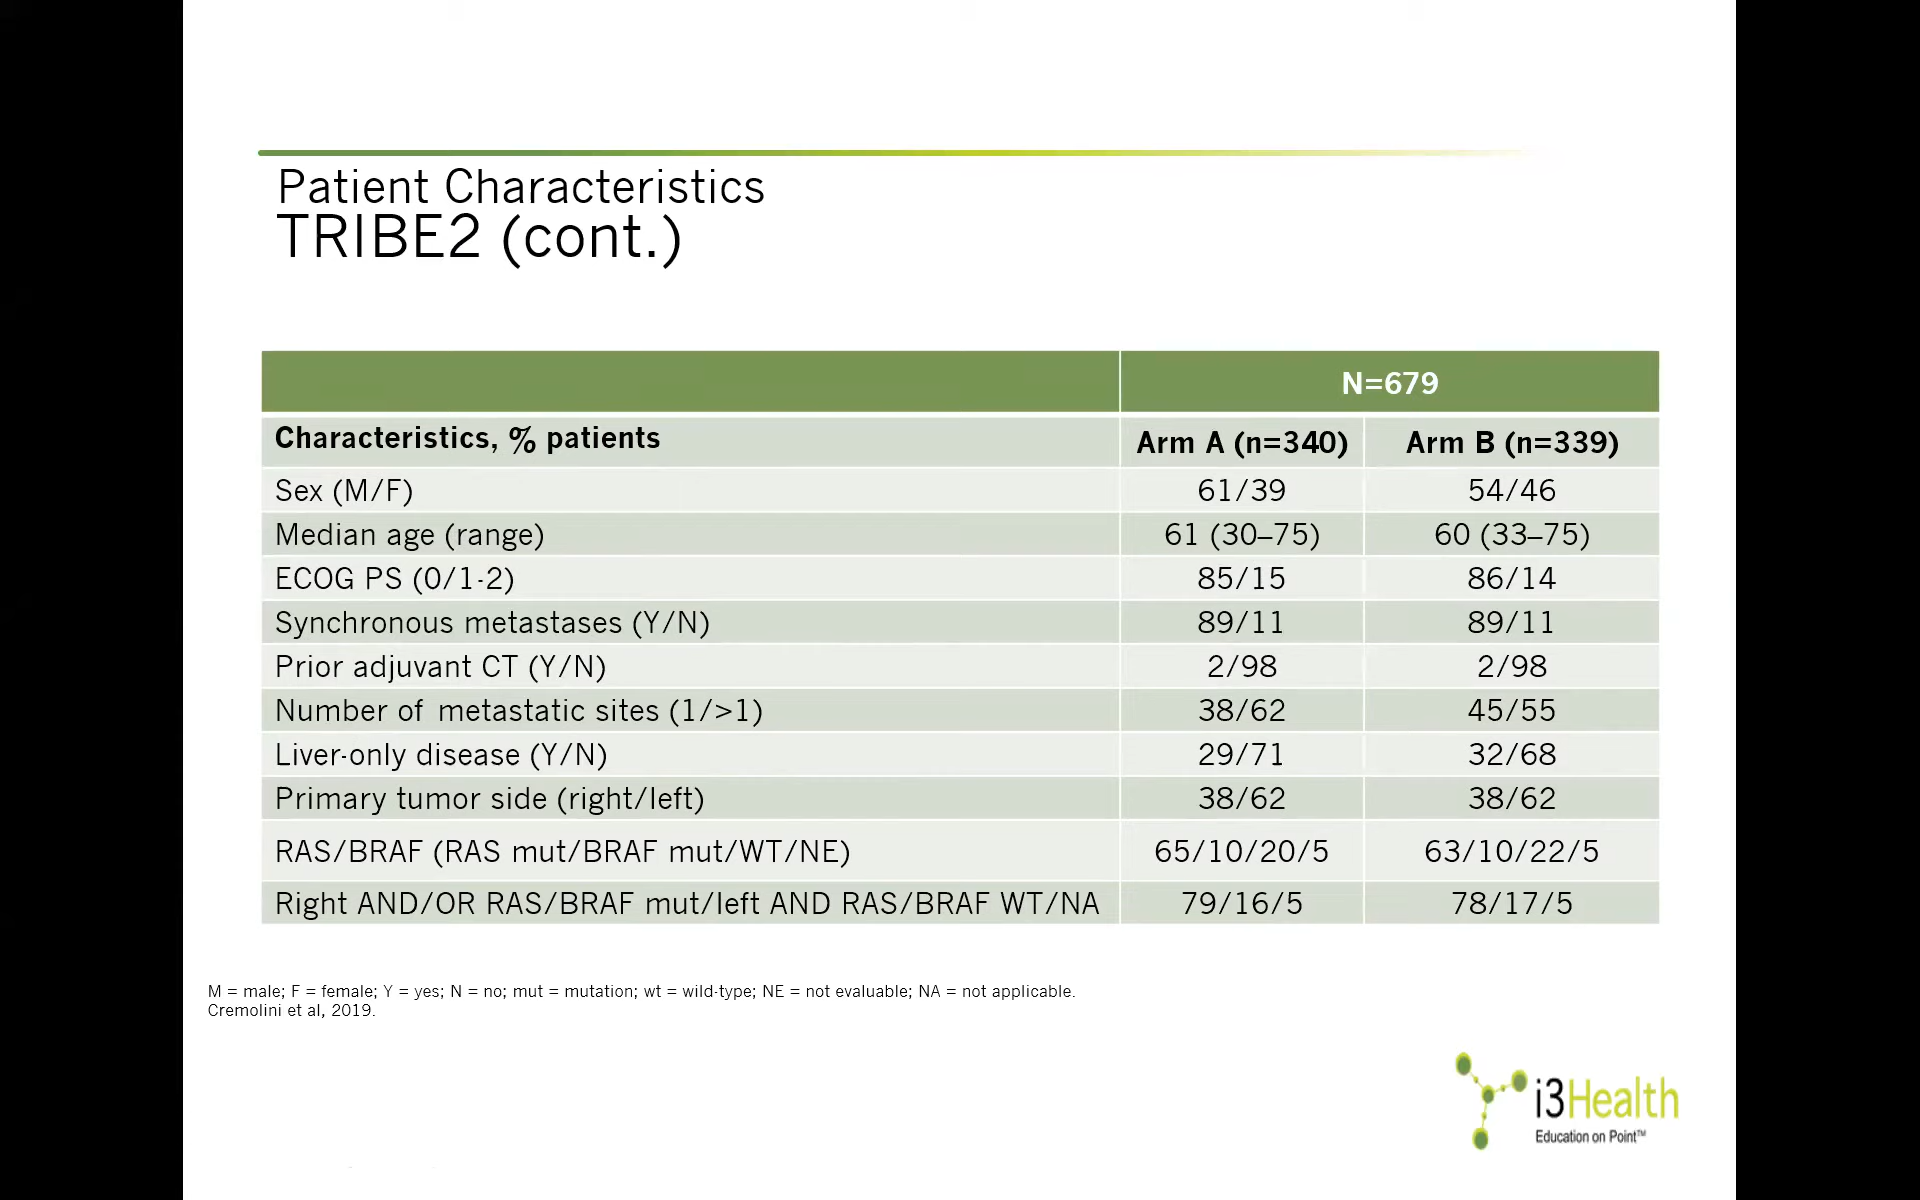 Patient Characteristics
TRIBE2 (cont.)
N=679
Characteristics, % patients Arm A (n=340) Arm B (n=339)
Sex (M/F) 61/39 54/46
Median age (range) 61 (30–75) 60 (33–75)
ECOG PS (0/1-2) 85/15 86/14
Synchronous metastases (Y/N) 89/11 89/11
Prior adjuvant CT (Y/N) 2/98 2/98
Number of metastatic sites (1/>1) 38/62 45/55
Liver-only disease (Y/N) 29/71 32/68
Primary tumor side (right/left) 38/62 38/62
RAS/BRAF (RAS mut/BRAF mut/WT/NE) 65/10/20/5 63/10/22/5
Right AND/OR RAS/BRAF mut/left AND RAS/BRAF WT/NA 79/16/5 78/17/5
M = male; F = female; Y = yes; N = no; mut = mutation; wt = wild-type; NE = not evaluable; NA = not applicable.
Cremolini et al, 2019.
i3Health
Education on Point™